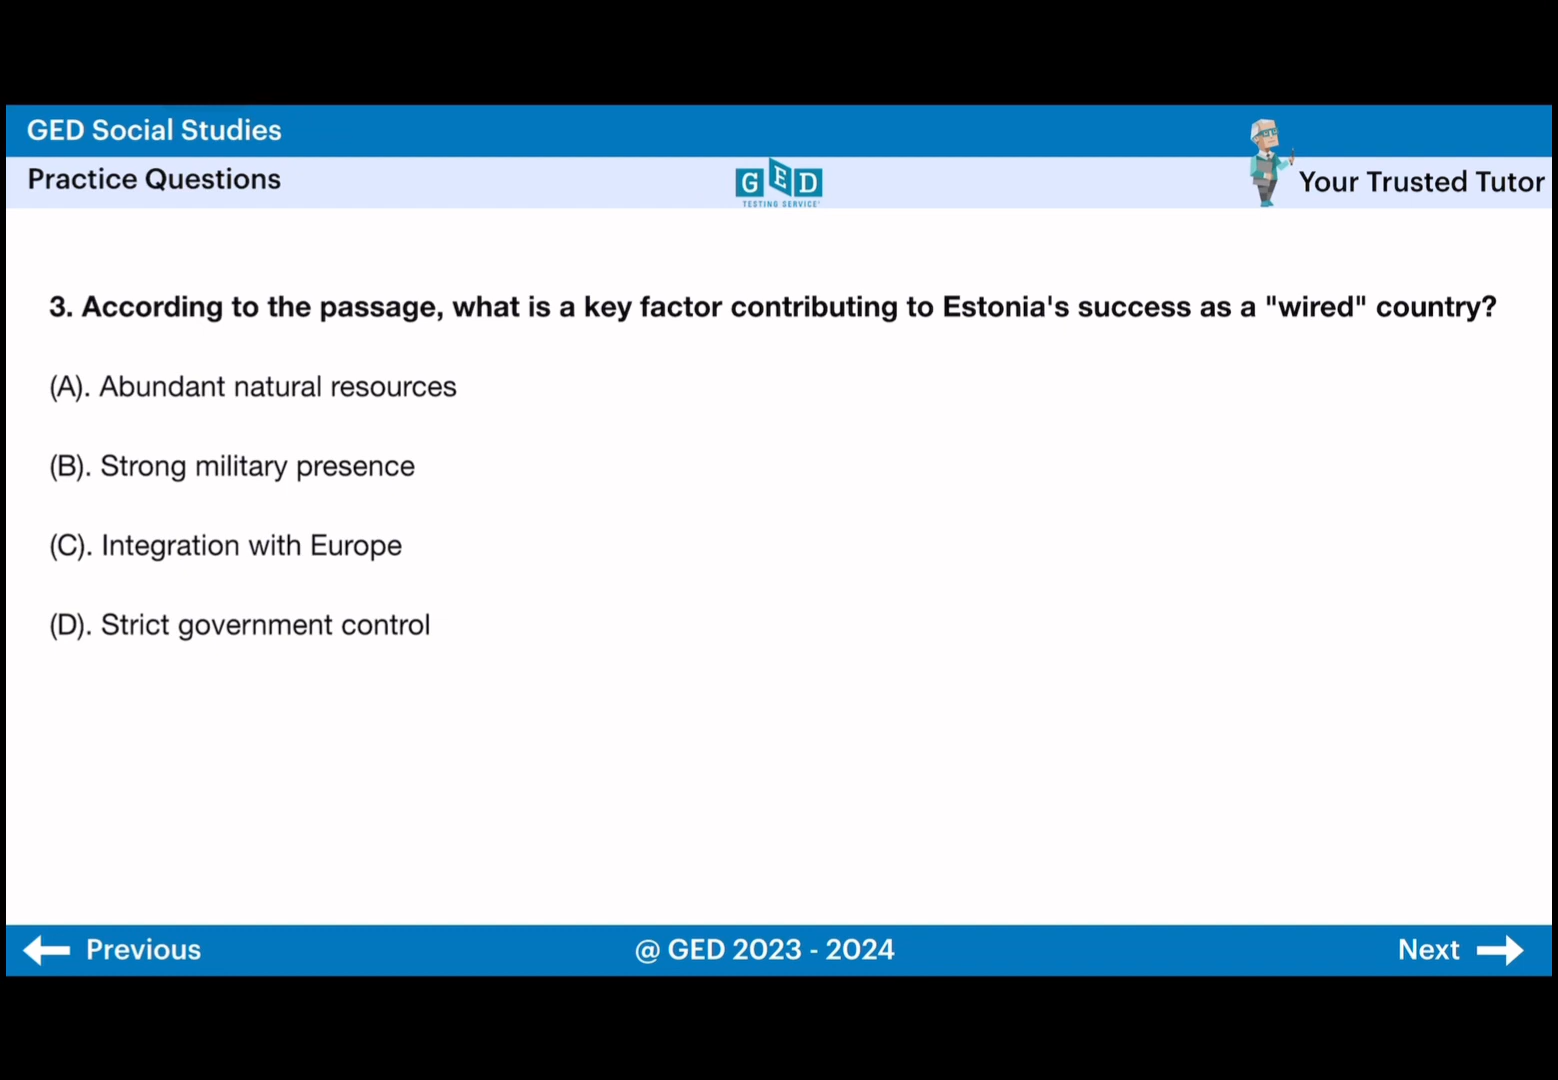 GED Social Studies
Practice Questions
GED
TESTING SERVICE
Your Trusted Tutor
3. According to the passage, what is a key factor contributing to Estonia's success as a "wired" country?
(A). Abundant natural resources
(B). Strong military presence
(C). Integration with Europe
(D). Strict government control
Previous
@ GED 2023 - 2024
Next